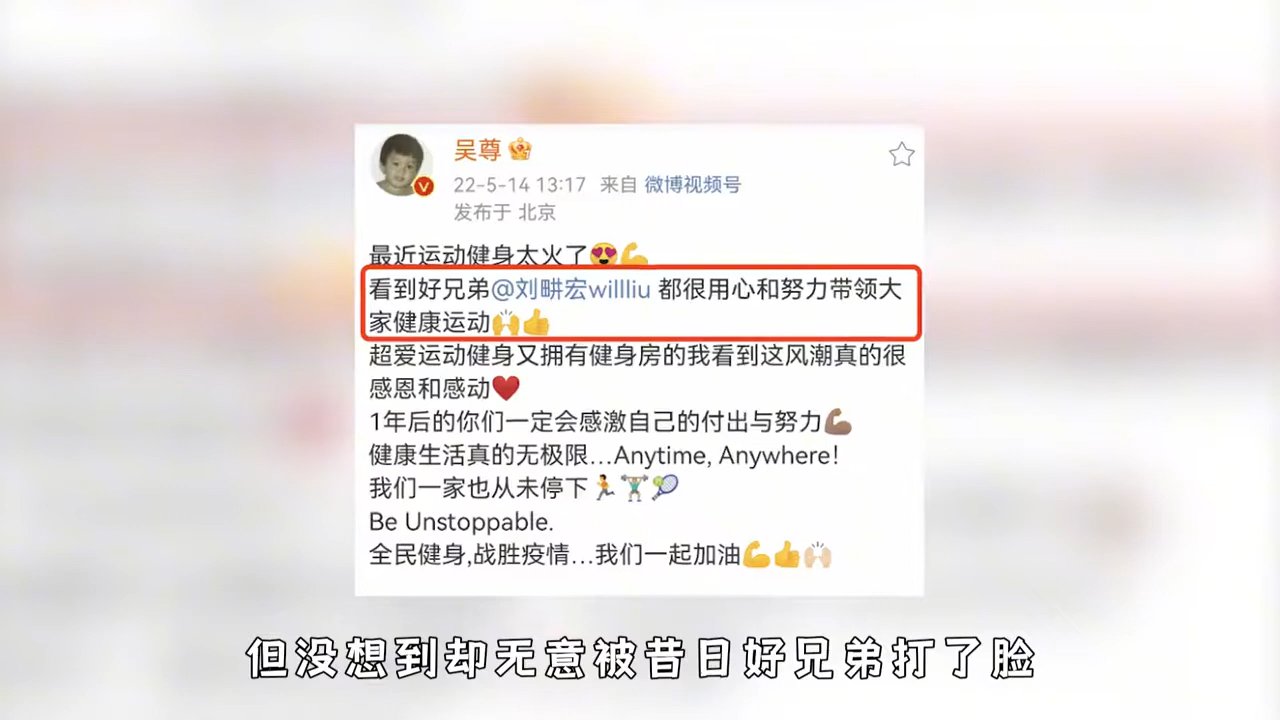 吴尊
22-5-14 13:17 来自 微博视频号
发布于 北京
最近运动健身太火了😍💪
看到好兄弟@刘畊宏willliu 都很用心和努力带领大
家健康运动🙌👍
超爱运动健身又拥有健身房的我看到这风潮真的很
感恩和感动❤️
1年后的你们一定会感激自己的付出与努力💪🏾
健康生活真的无极限…Anytime, Anywhere!
我们一家也从未停下🏃🏋🎾
Be Unstoppable.
全民健身,战胜疫情…我们一起加油💪👍🙌🏻
但没想到却无意被昔日好兄弟打了脸